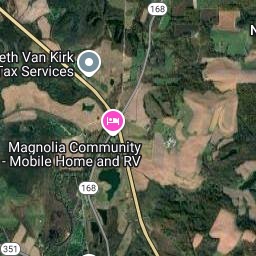 168
eth Van Kirk
Tax Services
N
Magnolia Community
- Mobile Home and RV
168
351